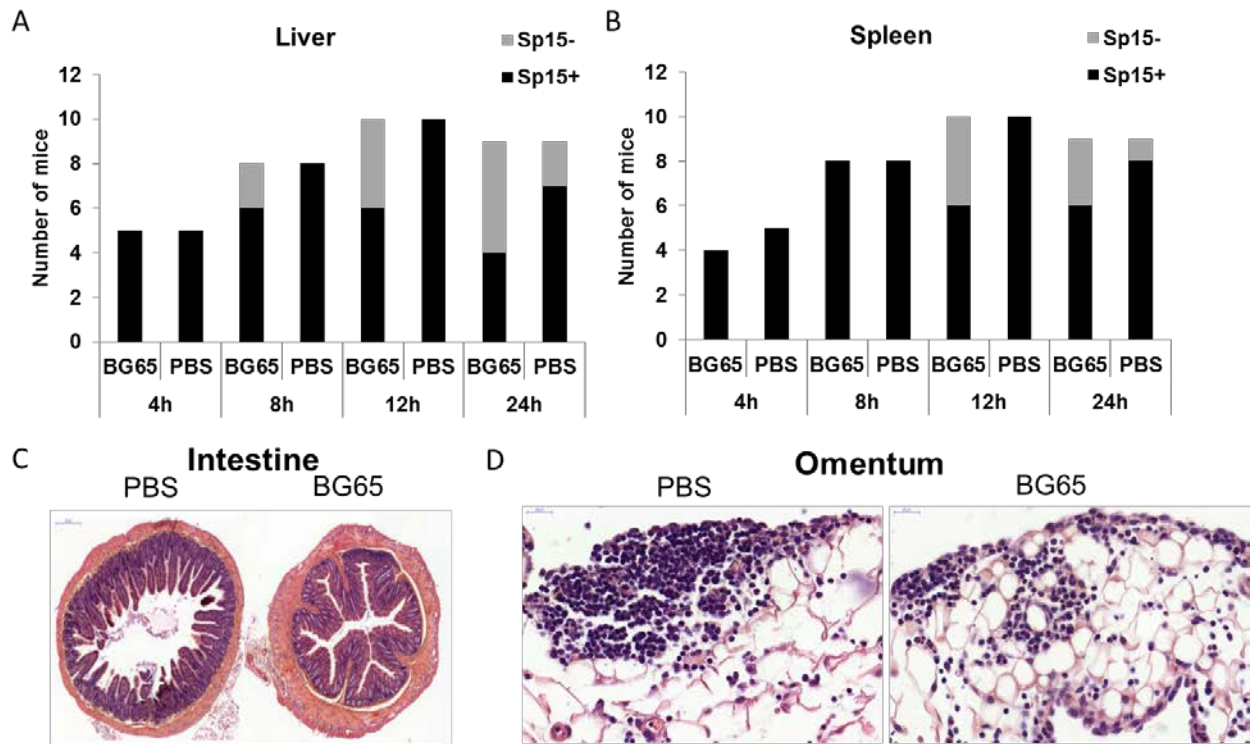 A
Liver
Sp15-
Sp15+
Number of mice
12
10
8
6
4
2
0
BG65 PBS BG65 PBS BG65 PBS BG65 PBS
4h 8h 12h 24h
B
Spleen
Sp15-
Sp15+
Number of mice
12
10
8
6
4
2
0
BG65 PBS BG65 PBS BG65 PBS BG65 PBS
4h 8h 12h 24h
C
Intestine
PBS BG65
D
Omentum
PBS BG65